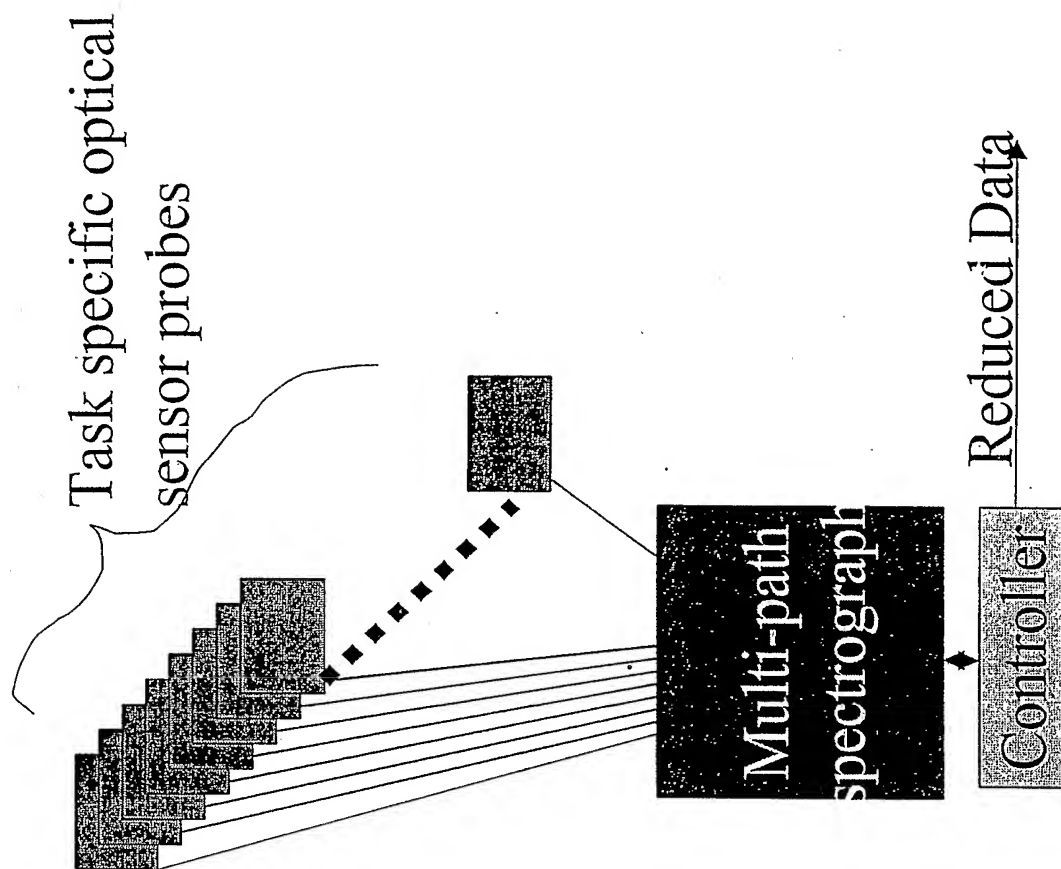 Task specific optical
sensor probes
Multi-path
spectrograph
Controller
Reduced Data